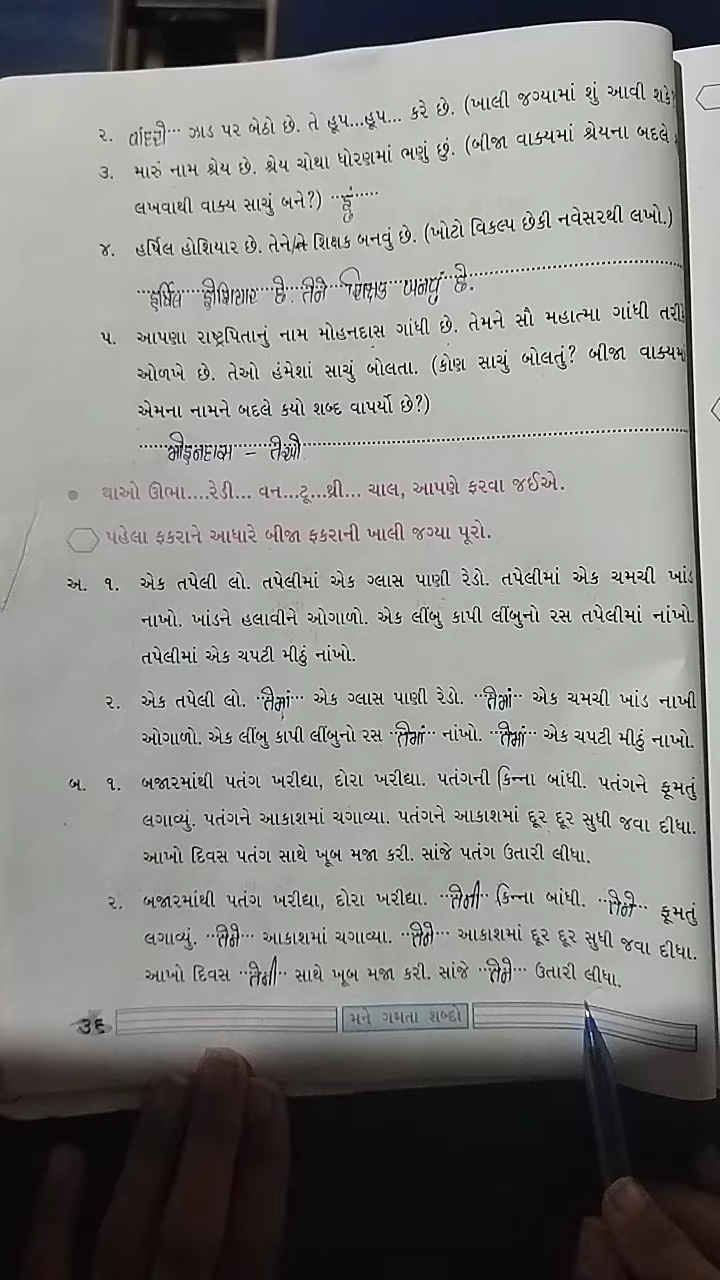 ૨. વાંદરો... ઝાડ પર બેઠો છે. તે હૂપ...હૂપ... કરે છે. (ખાલી જગ્યામાં શું આવી શકે?
૩. મારું નામ શ્રેય છે. શ્રેય ચોથા ધોરણમાં ભણું છું. (બીજા વાક્યમાં શ્રેયના બદલે
લખવાથી વાક્ય સાચું બને?) ...હું.....
૪. હર્ષિલ હોશિયાર છે. તેને/તે શિક્ષક બનવું છે. (ખોટો વિકલ્પ છેકી નવેસરથી લખો.)
હર્ષિલ હોશિયાર છે. તેને શિક્ષક બનવું છે.
૫. આપણા રાષ્ટ્રપિતાનું નામ મોહનદાસ ગાંધી છે. તેમને સૌ મહાત્મા ગાંધી તરી
ઓળખે છે. તેઓ હંમેશાં સાચું બોલતા. (કોણ સાચું બોલતું? બીજા વાક્યમ
એમના નામને બદલે કયો શબ્દ વાપર્યો છે?)
મોહનદાસ - તેઓ
થાઓ ઊભા....રેડી... વન...ટૂ...થ્રી... ચાલ, આપણે ફરવા જઈએ.
પહેલા ફકરાને આધારે બીજા ફકરાની ખાલી જગ્યા પૂરો.
અ. ૧. એક તપેલી લો. તપેલીમાં એક ગ્લાસ પાણી રેડો. તપેલીમાં એક ચમચી ખાંડ
નાખો. ખાંડને હલાવીને ઓગાળો. એક લીંબુ કાપી લીંબુનો રસ તપેલીમાં નાંખો.
તપેલીમાં એક ચપટી મીઠું નાંખો.
૨. એક તપેલી લો. ..તેમાં... એક ગ્લાસ પાણી રેડો. ...તેમાં.. એક ચમચી ખાંડ નાખી
ઓગાળો. એક લીંબુ કાપી લીંબુનો રસ ..તેમાં.. નાંખો. ..તેમાં... એક ચપટી મીઠું નાખો.
બ. ૧. બજારમાંથી પતંગ ખરીદ્યા, દોરા ખરીદ્યા. પતંગની કિન્ના બાંધી. પતંગને ફૂમતું
લગાવ્યું. પતંગને આકાશમાં ચગાવ્યા. પતંગને આકાશમાં દૂર દૂર સુધી જવા દીધા.
આખો દિવસ પતંગ સાથે ખૂબ મજા કરી. સાંજે પતંગ ઉતારી લીધા.
૨. બજારમાંથી પતંગ ખરીદ્યા, દોરા ખરીદ્યા. ...તેની.. કિન્ના બાંધી. ...તેને... ફૂમતું
લગાવ્યું. ...તેને... આકાશમાં ચગાવ્યા. ...તેને... આકાશમાં દૂર દૂર સુધી જવા દીધા.
આખો દિવસ ..તેની.. સાથે ખૂબ મજા કરી. સાંજે ...તેને... ઉતારી લીધા.
૩૬ મને ગમતા શબ્દો